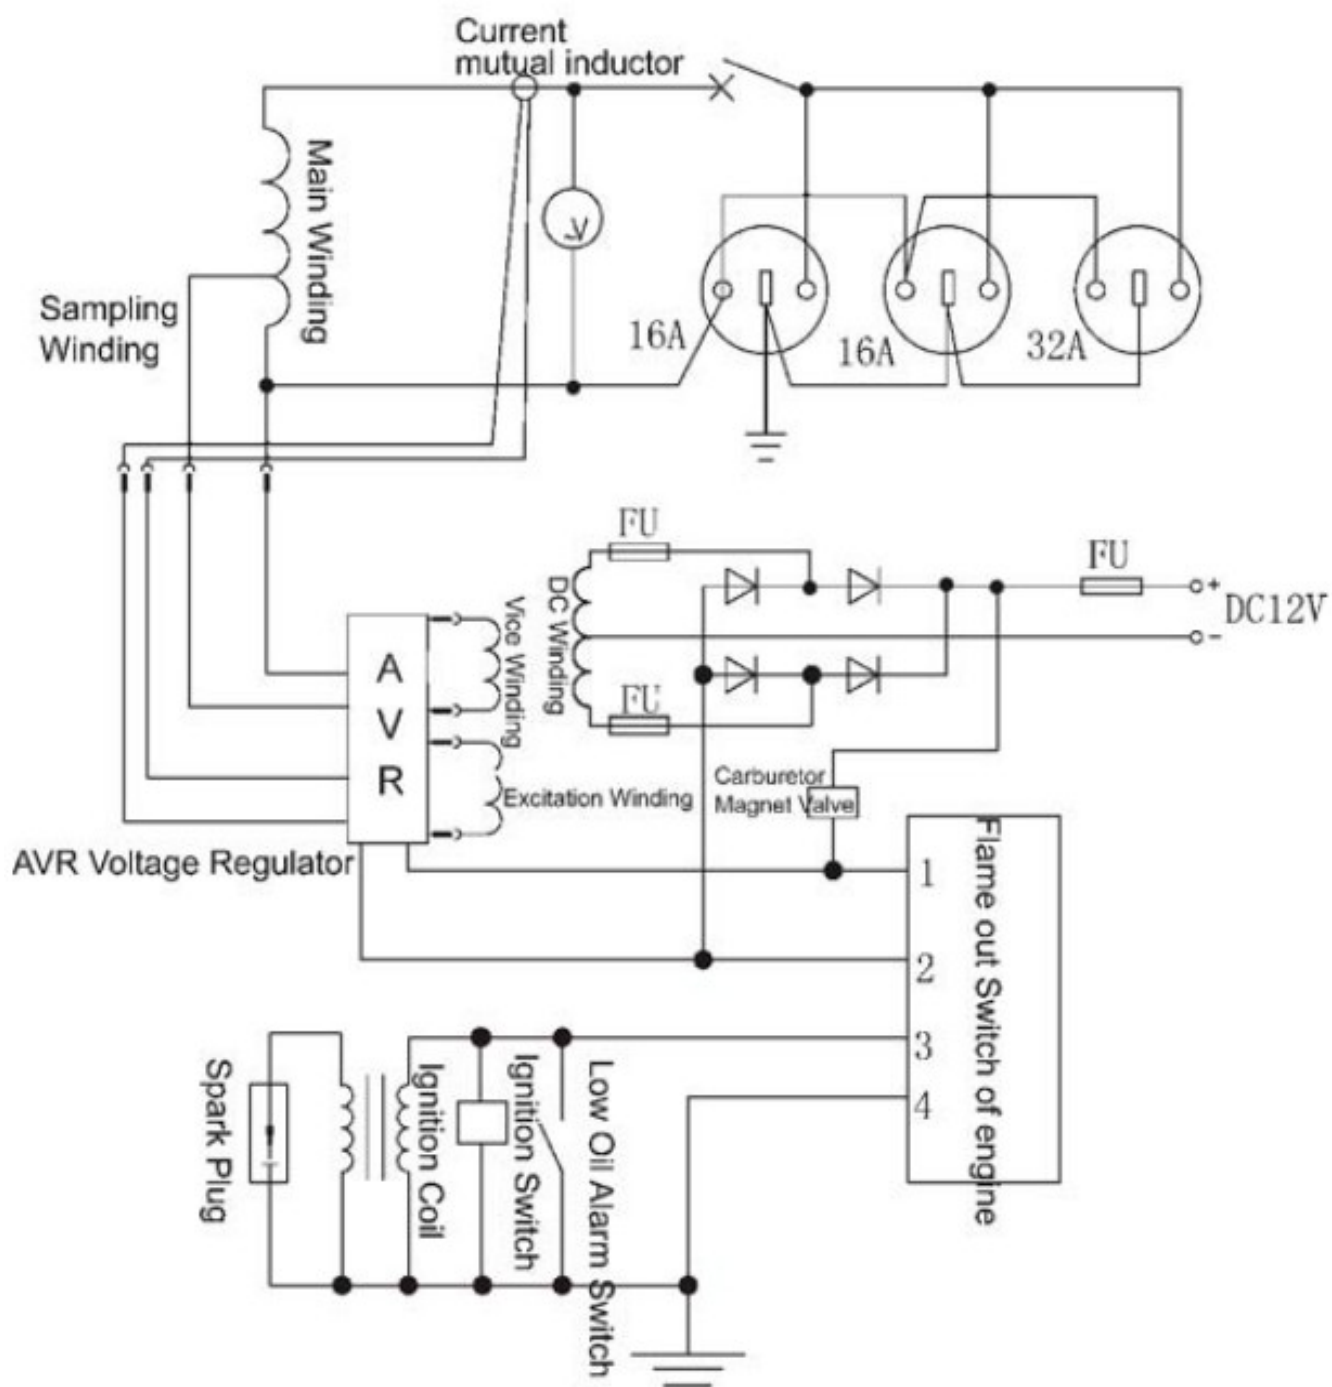 Current
mutual inductor
Main Winding
V
Sampling
Winding
16A
16A
32A
FU
FU
DC Winding
+
DC12V
-
Vice Winding
A
V
R
FU
Excitation Winding
Carburetor
Magnet Valve
AVR Voltage Regulator
1
2
3
4
Flame out Switch of engine
Spark Plug
Ignition Coil
Ignition Switch
Low Oil Alarm Switch